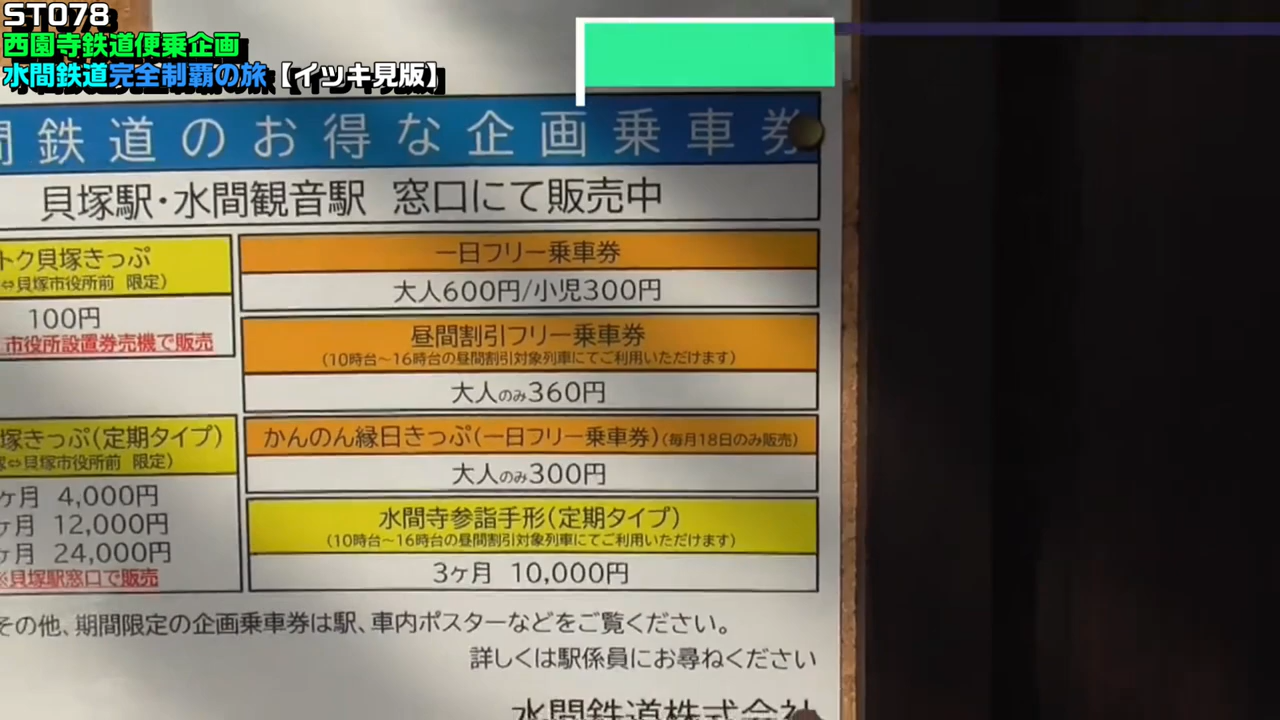 ST078
西園寺鉄道便乗企画
水間鉄道完全制覇の旅【イツキ見版】
間鉄道のお得な企画乗車券
貝塚駅・水間観音駅 窓口にて販売中
トク貝塚きっぷ
⇔貝塚市役所前 限定)
100円
市役所設置券売機で販売
一日フリー乗車券
大人600円/小児300円
昼間割引フリー乗車券
(10時台～16時台の昼間割引対象列車にてご利用いただけます)
大人のみ360円
塚きっぷ(定期タイプ)
⇔貝塚市役所前 限定)
ヶ月 4,000円
ヶ月 12,000円
ヶ月 24,000円
※貝塚駅窓口で販売
かんのん縁日きっぷ(一日フリー乗車券)(毎月18日のみ販売)
大人のみ300円
水間寺参詣手形(定期タイプ)
(10時台～16時台の昼間割引対象列車にてご利用いただけます)
3ヶ月 10,000円
その他、期間限定の企画乗車券は駅、車内ポスターなどをご覧ください。
詳しくは駅係員にお尋ねください
水間鉄道株式会社